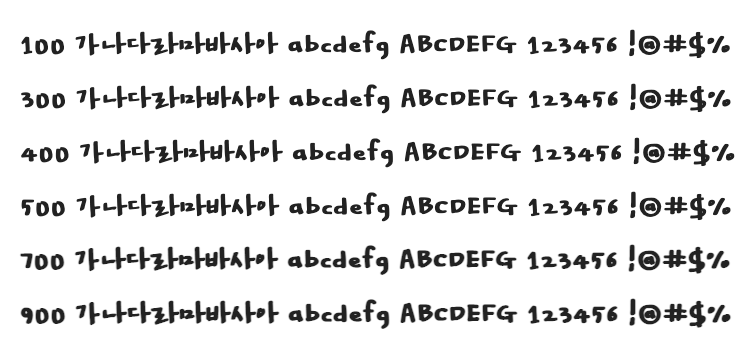 100 가나다라마바사아 abcdefg ABCDEFG 123456 !@#$%
300 가나다라마바사아 abcdefg ABCDEFG 123456 !@#$%
400 가나다라마바사아 abcdefg ABCDEFG 123456 !@#$%
500 가나다라마바사아 abcdefg ABCDEFG 123456 !@#$%
700 가나다라마바사아 abcdefg ABCDEFG 123456 !@#$%
900 가나다라마바사아 abcdefg ABCDEFG 123456 !@#$%